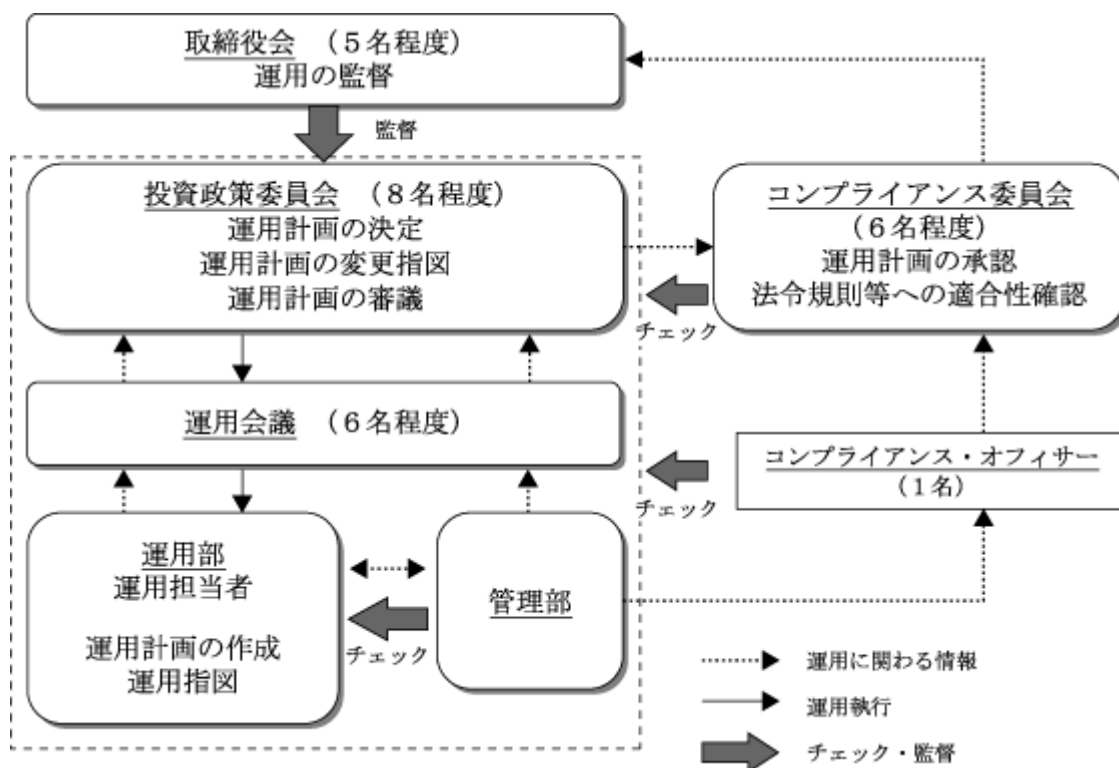 取締役会 （５名程度）
運用の監督
監督
投資政策委員会 （８名程度）
運用計画の決定
運用計画の変更指図
運用計画の審議
コンプライアンス委員会
（６名程度）
運用計画の承認
法令規則等への適合性確認
チェック
運用会議 （６名程度）
コンプライアンス・オフィサー
（１名）
チェック
運用部
運用担当者
運用計画の作成
運用指図
チェック
管理部
運用に関わる情報
運用執行
チェック・監督